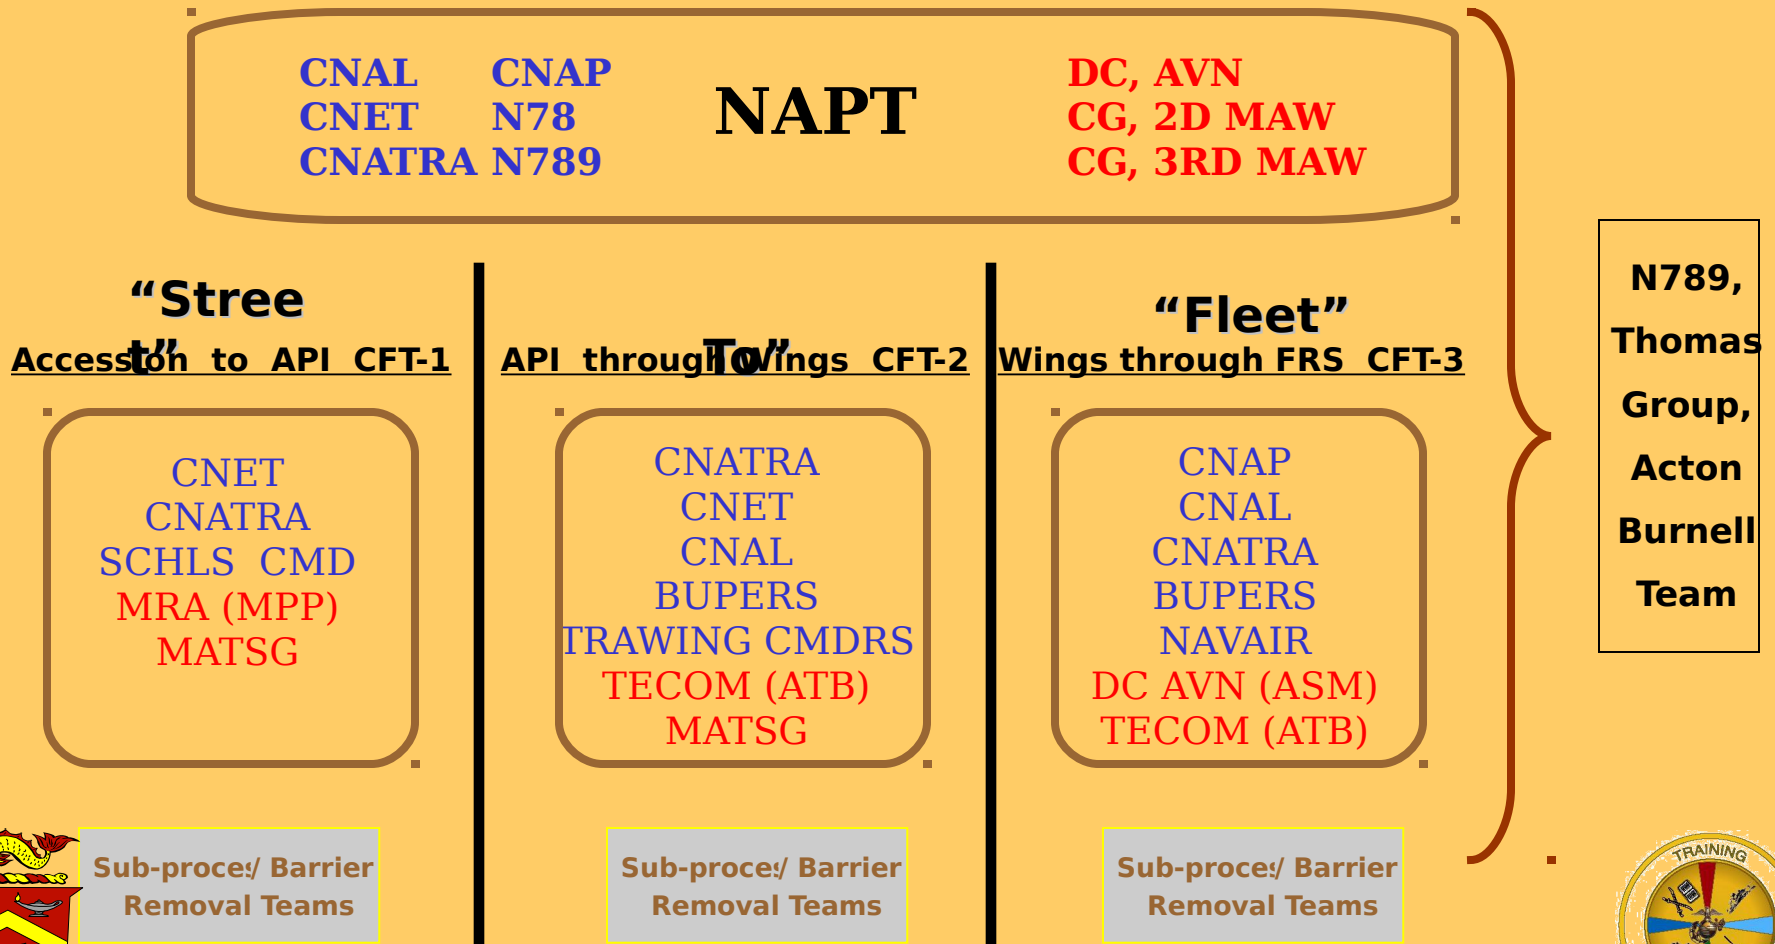 CNAL CNAP
CNET N78
CNATRA N789
NAPT
DC, AVN
CG, 2D MAW
CG, 3RD MAW
“Stree
t”
Accession to API CFT-1
CNET
CNATRA
SCHLS CMD
MRA (MPP)
MATSG
Sub-proces/ Barrier
Removal Teams
To”
API through Wings CFT-2
CNATRA
CNET
CNAL
BUPERS
TRAWING CMDRS
TECOM (ATB)
MATSG
Sub-proces/ Barrier
Removal Teams
“Fleet”
Wings through FRS CFT-3
CNAP
CNAL
CNATRA
BUPERS
NAVAIR
DC AVN (ASM)
TECOM (ATB)
Sub-proces/ Barrier
Removal Teams
N789,
Thomas
Group,
Acton
Burnell
Team
TRAINING